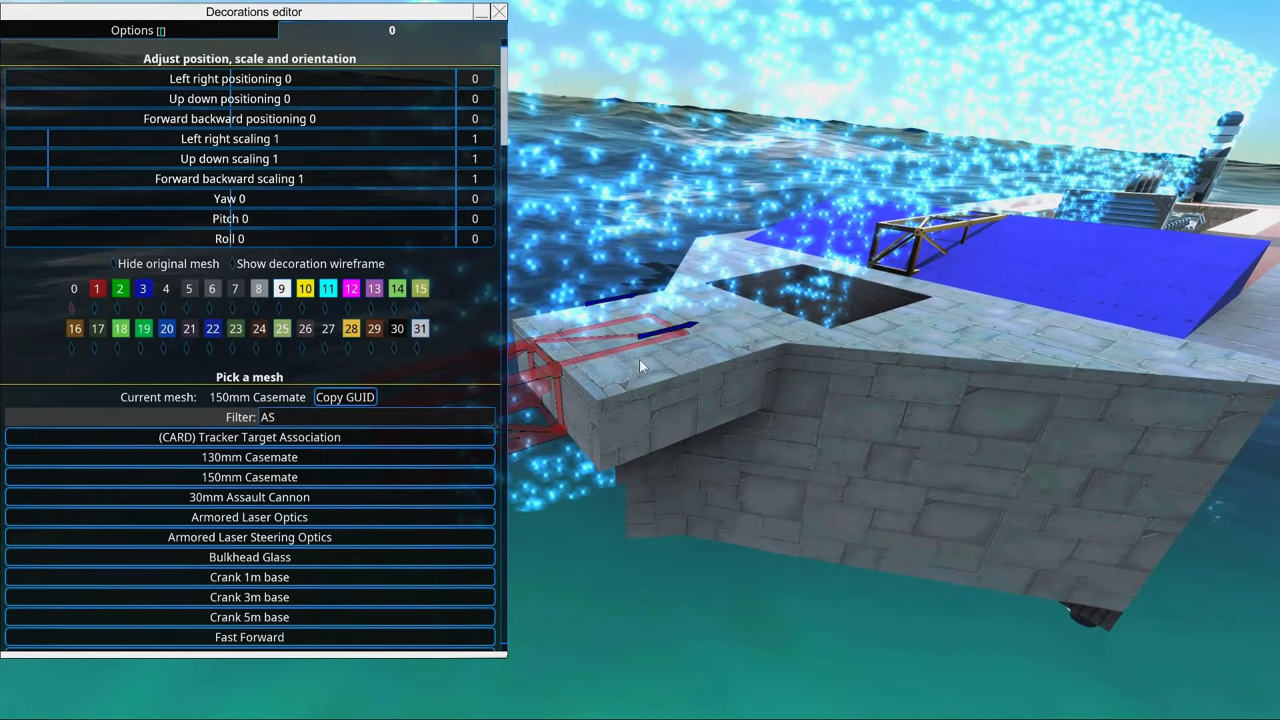 Decorations editor
Options [|] 0
Adjust position, scale and orientation
Left right positioning 0 0
Up down positioning 0 0
Forward backward positioning 0 0
Left right scaling 1 1
Up down scaling 1 1
Forward backward scaling 1 1
Yaw 0 0
Pitch 0 0
Roll 0 0
Hide original mesh Show decoration wireframe
0 1 2 3 4 5 6 7 8 9 10 11 12 13 14 15
16 17 18 19 20 21 22 23 24 25 26 27 28 29 30 31
Pick a mesh
Current mesh: 150mm Casemate Copy GUID
Filter: AS
(CARD) Tracker Target Association
130mm Casemate
150mm Casemate
30mm Assault Cannon
Armored Laser Optics
Armored Laser Steering Optics
Bulkhead Glass
Crank 1m base
Crank 3m base
Crank 5m base
Fast Forward